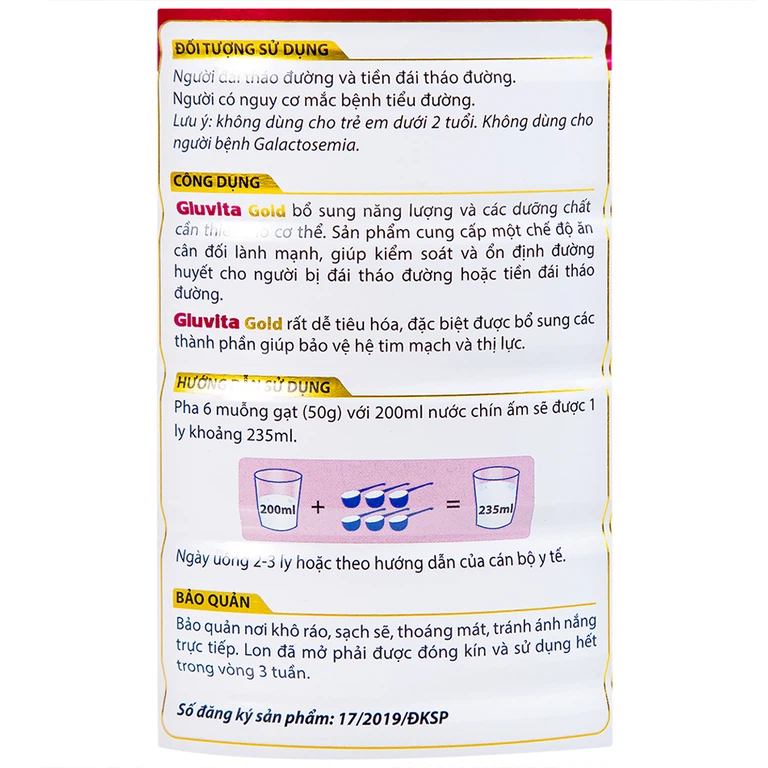 ĐỐI TƯỢNG SỬ DỤNG
Người đái tháo đường và tiền đái tháo đường.
Người có nguy cơ mắc bệnh tiểu đường.
Lưu ý: không dùng cho trẻ em dưới 2 tuổi. Không dùng cho
người bệnh Galactosemia.
CÔNG DỤNG
Gluvita Gold bổ sung năng lượng và các dưỡng chất
cần thiết cho cơ thể. Sản phẩm cung cấp một chế độ ăn
cân đối lành mạnh, giúp kiểm soát và ổn định đường
huyết cho người bị đái tháo đường hoặc tiền đái tháo
đường.
Gluvita Gold rất dễ tiêu hóa, đặc biệt được bổ sung các
thành phần giúp bảo vệ hệ tim mạch và thị lực.
HƯỚNG DẪN SỬ DỤNG
Pha 6 muỗng gạt (50g) với 200ml nước chín ấm sẽ được 1
ly khoảng 235ml.
200ml + = 235ml
Ngày uống 2-3 ly hoặc theo hướng dẫn của cán bộ y tế.
BẢO QUẢN
Bảo quản nơi khô ráo, sạch sẽ, thoáng mát, tránh ánh nắng
trực tiếp. Lon đã mở phải được đóng kín và sử dụng hết
trong vòng 3 tuần.
Số đăng ký sản phẩm: 17/2019/ĐKSP